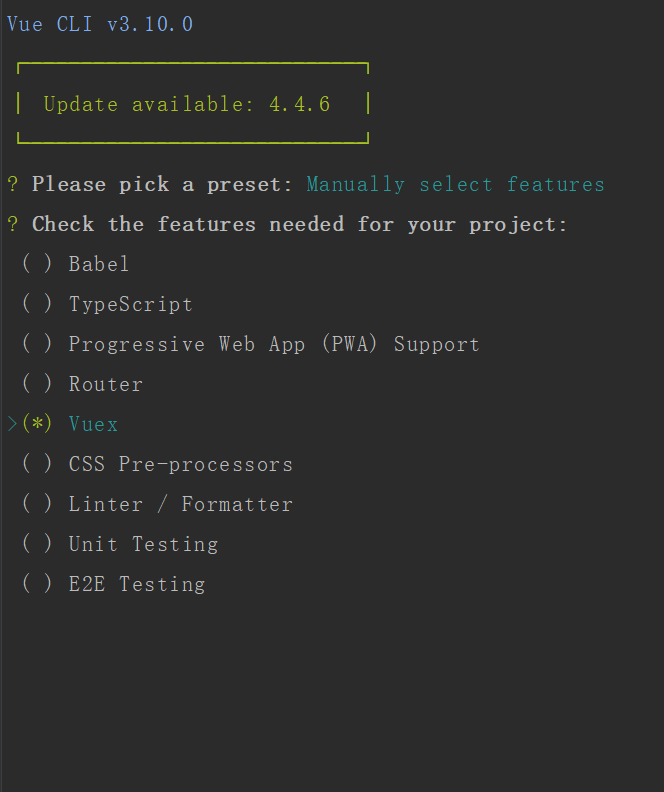 Vue CLI v3.10.0
Update available: 4.4.6
? Please pick a preset: Manually select features
? Check the features needed for your project:
( ) Babel
( ) TypeScript
( ) Progressive Web App (PWA) Support
( ) Router
>(*) Vuex
( ) CSS Pre-processors
( ) Linter / Formatter
( ) Unit Testing
( ) E2E Testing